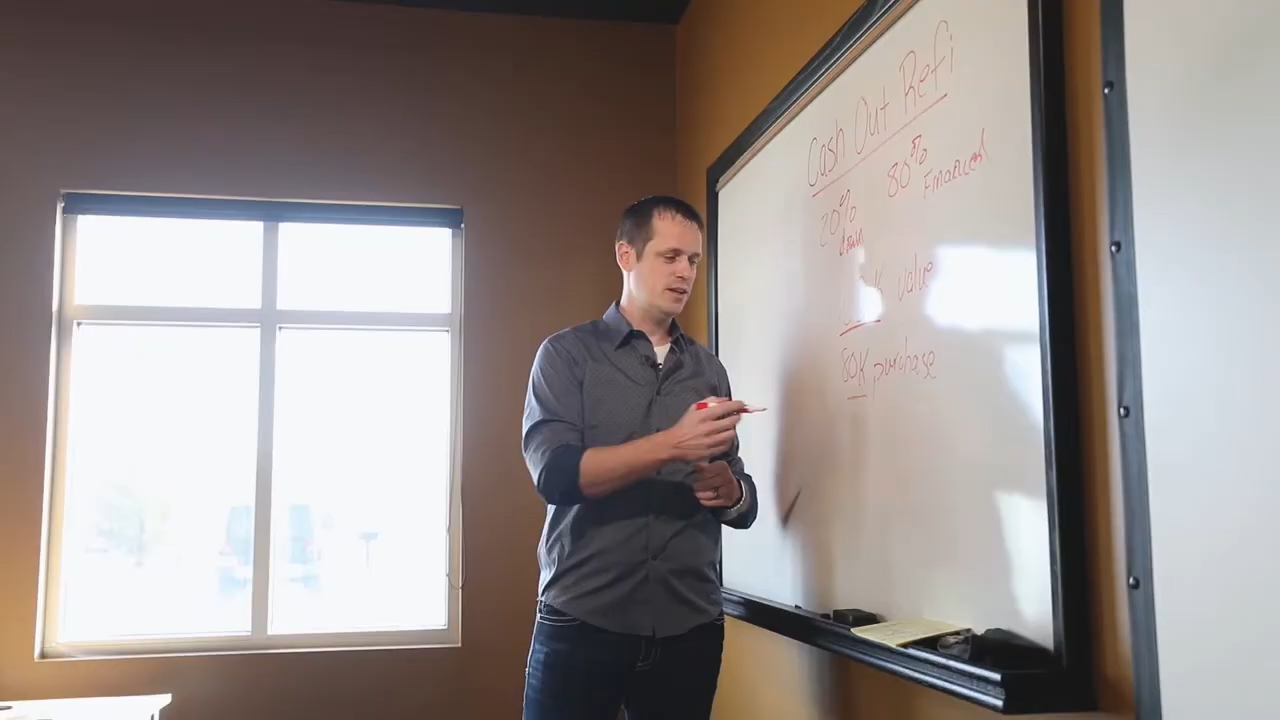 Cash Out Refi
20% 80%
down Financed
K value
80K purchase